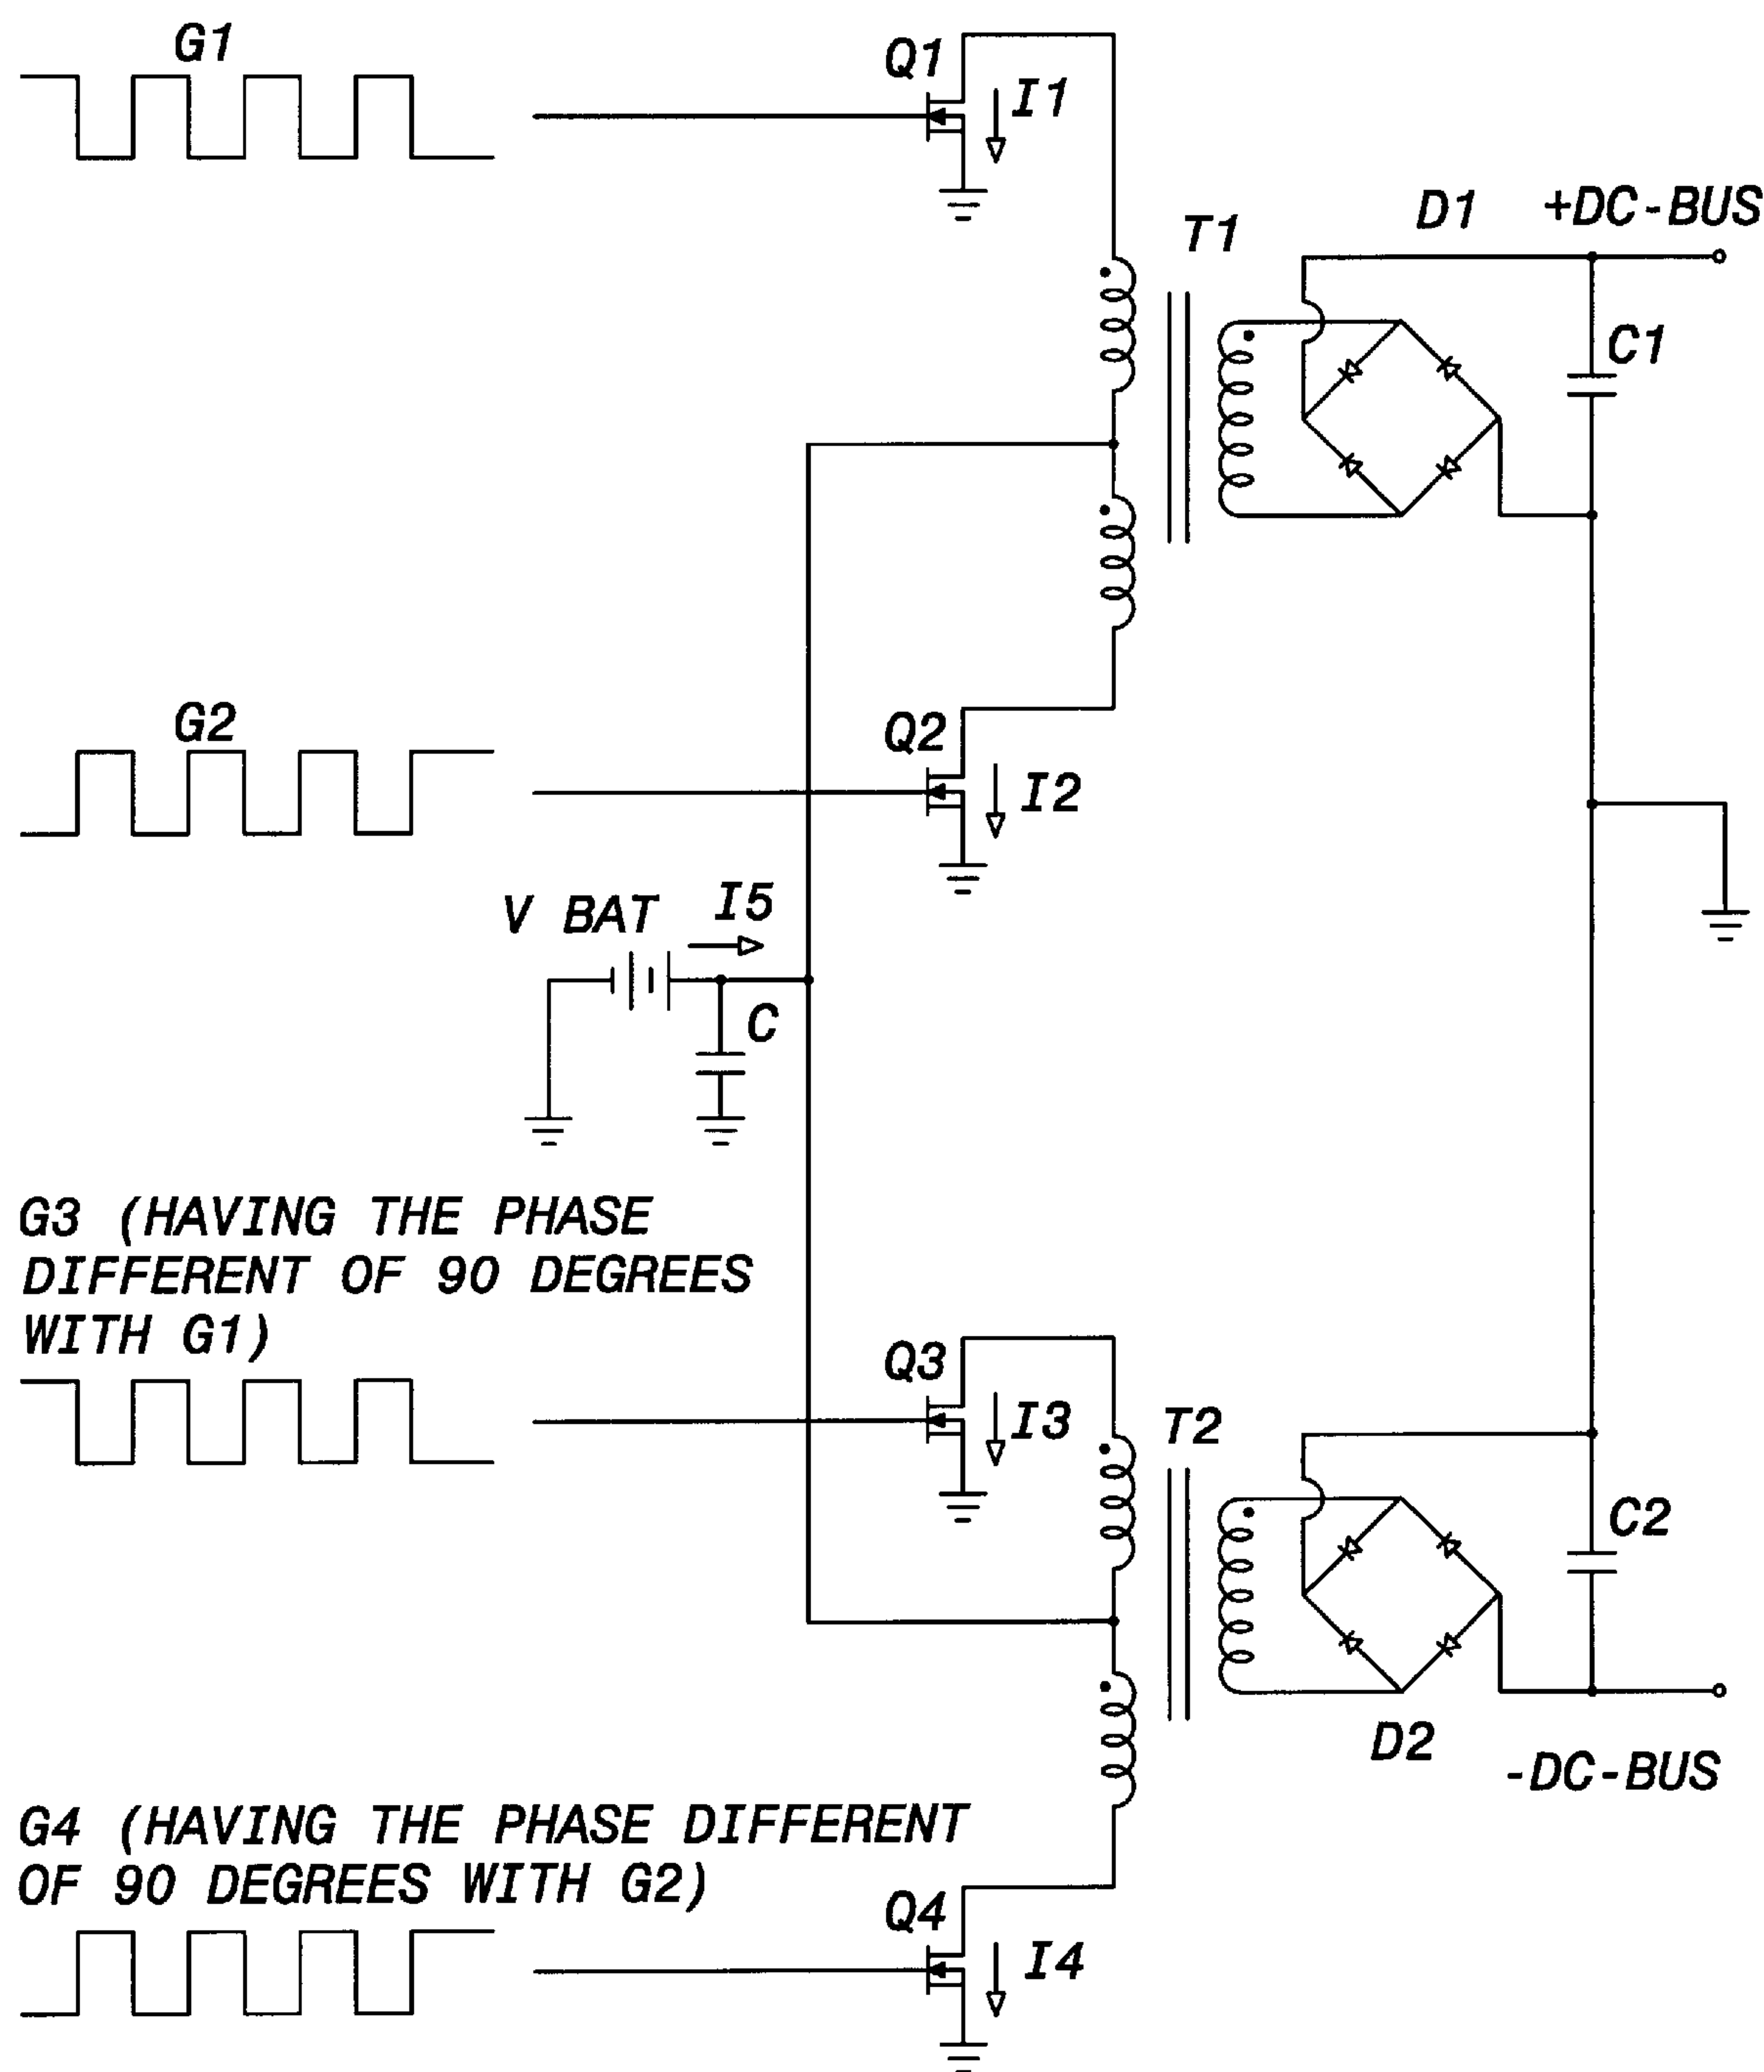 G1
Q1
I1
T1
D1
+DC-BUS
C1
G2
Q2
I2
V BAT
I5
C
G3 (HAVING THE PHASE
DIFFERENT OF 90 DEGREES
WITH G1)
Q3
I3
T2
C2
D2
-DC-BUS
G4 (HAVING THE PHASE DIFFERENT
OF 90 DEGREES WITH G2)
Q4
I4